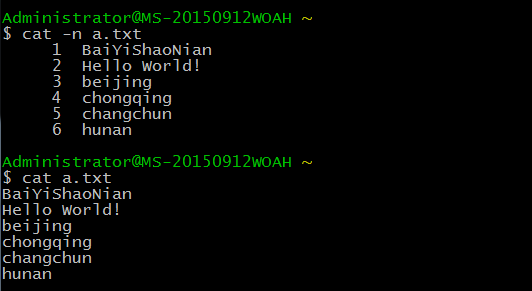 Administrator@MS-20150912WOAH ~
$ cat -n a.txt
1 BaiYiShaoNian
2 Hello World!
3 beijing
4 chongqing
5 changchun
6 hunan
Administrator@MS-20150912WOAH ~
$ cat a.txt
BaiYiShaoNian
Hello World!
beijing
chongqing
changchun
hunan